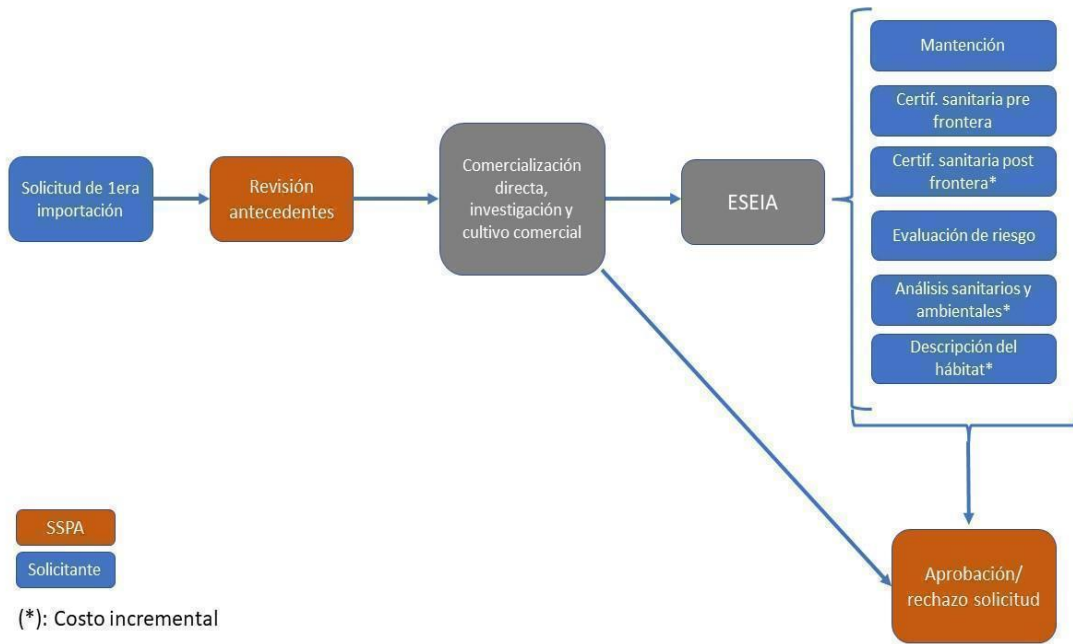 Solicitud de 1era
importación
Revisión
antecedentes
Comercialización
directa,
investigación y
cultivo comercial
ESEIA
Mantención
Certif. sanitaria pre
frontera
Certif. sanitaria post
frontera*
Evaluación de riesgo
Análisis sanitarios y
ambientales*
Descripción del
hábitat*
Aprobación/
rechazo solicitud
SSPA
Solicitante
(*): Costo incremental